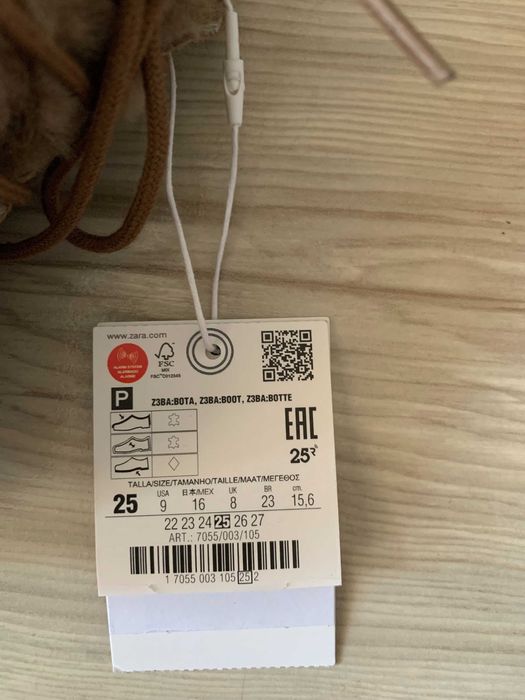 www.zara.com
FSC
MIX
P
Z3BA:BOTA, Z3BA:BOOT, Z3BA:BOTTE
EAC
25
TALLA/SIZE/TAMANHO/TAILLE/MAAT/ΜΕΓΕΘΟΣ
25 USA 9 日本/MEX 16 UK 8 BR 23 cm. 15,6
22 23 24 25 26 27
ART.: 7055/003/105
1 7055 003 105 25 2